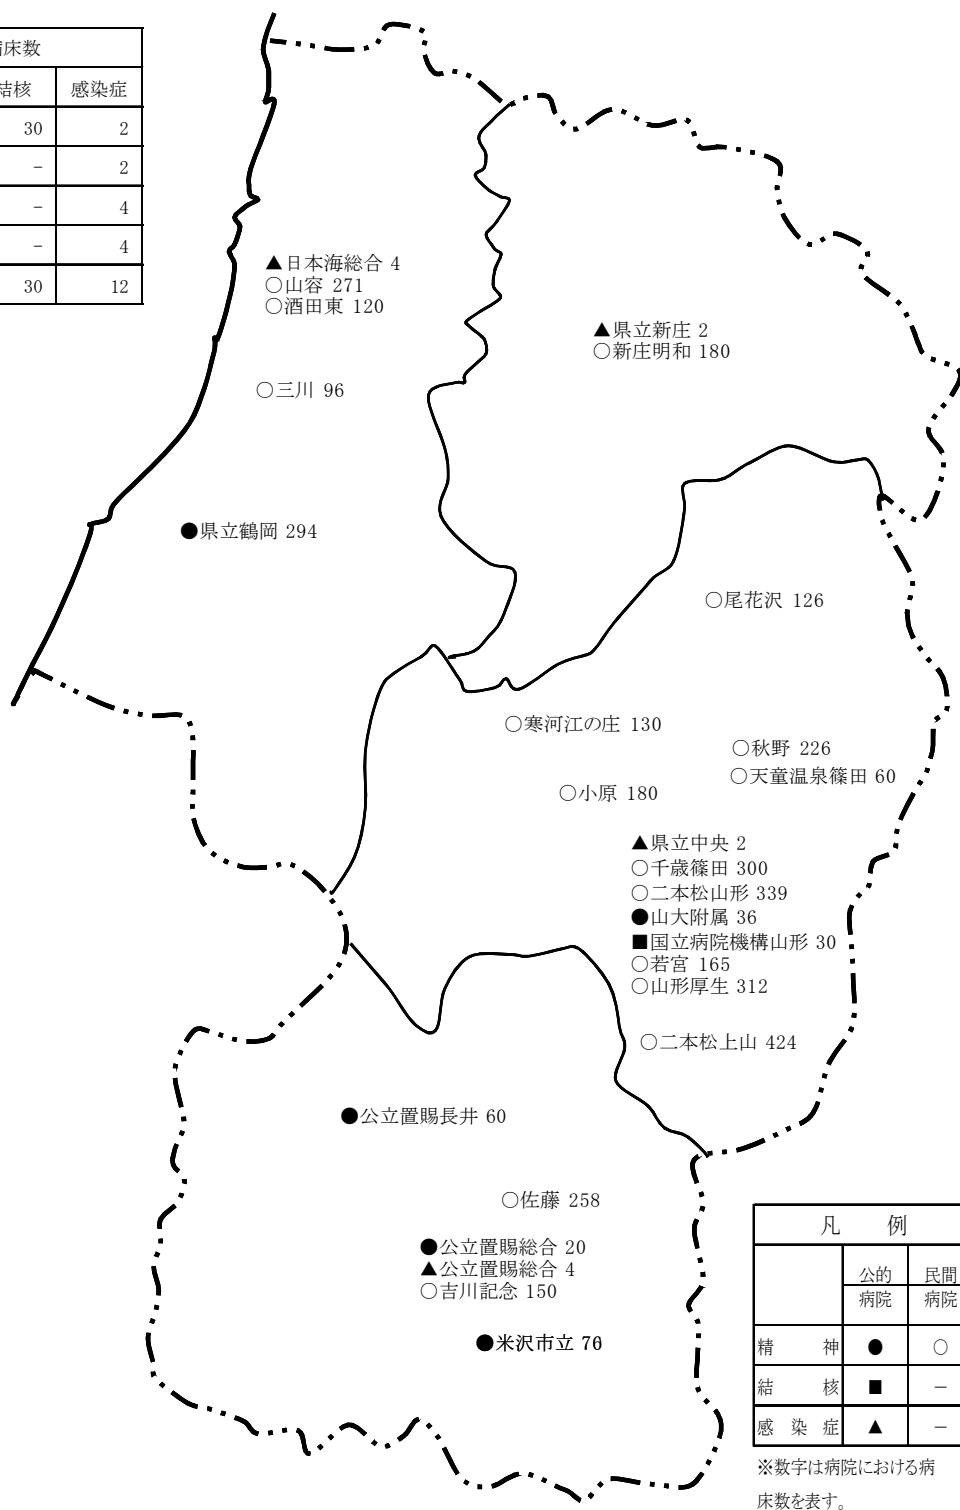 床数
結核 感染症
30 2
- 2
- 4
- 4
30 12
▲日本海総合 4
○山容 271
○酒田東 120
▲県立新庄 2
○新庄明和 180
○三川 96
●県立鶴岡 294
○尾花沢 126
○寒河江の庄 130
○秋野 226
○天童温泉篠田 60
○小原 180
▲県立中央 2
○千歳篠田 300
○二本松山形 339
●山大附属 36
■国立病院機構山形 30
○若宮 165
○山形厚生 312
○二本松上山 424
●公立置賜長井 60
○佐藤 258
●公立置賜総合 20
▲公立置賜総合 4
○吉川記念 150
●米沢市立 76
凡 例
公的 民間
病院 病院
精 神 ● ○
結 核 ■ −
感 染 症 ▲ −
※数字は病院における病
床数を表す。